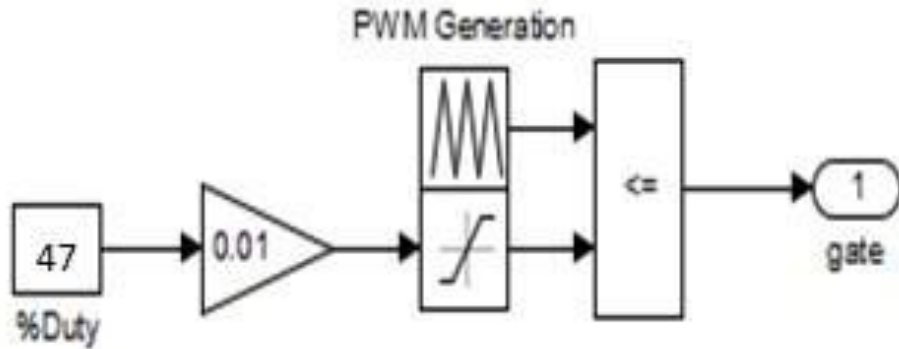 PWM Generation
47
%Duty
0.01
<=
1
gate